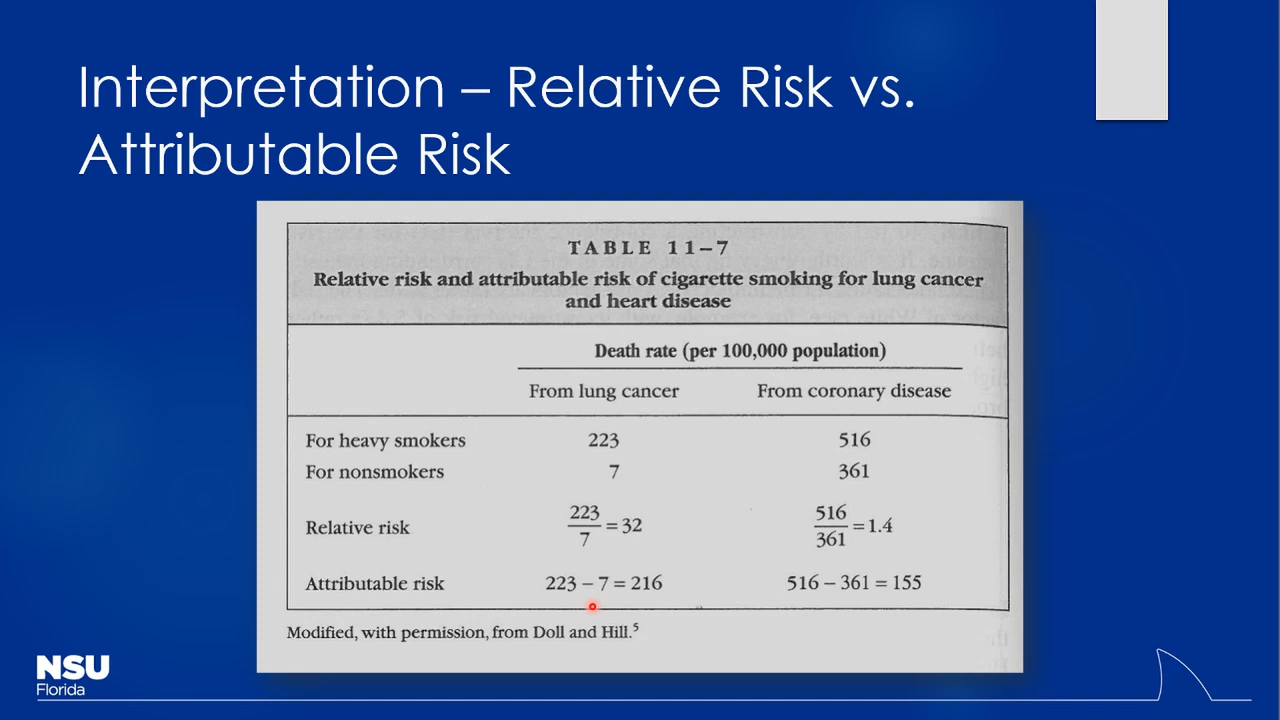 Interpretation – Relative Risk vs.
Attributable Risk
TABLE 11–7
Relative risk and attributable risk of cigarette smoking for lung cancer
and heart disease
Death rate (per 100,000 population)
From lung cancer From coronary disease
For heavy smokers 223 516
For nonsmokers 7 361
Relative risk 223/7 = 32 516/361 = 1.4
Attributable risk 223 – 7 = 216 516 – 361 = 155
Modified, with permission, from Doll and Hill.⁵
NSU
Florida